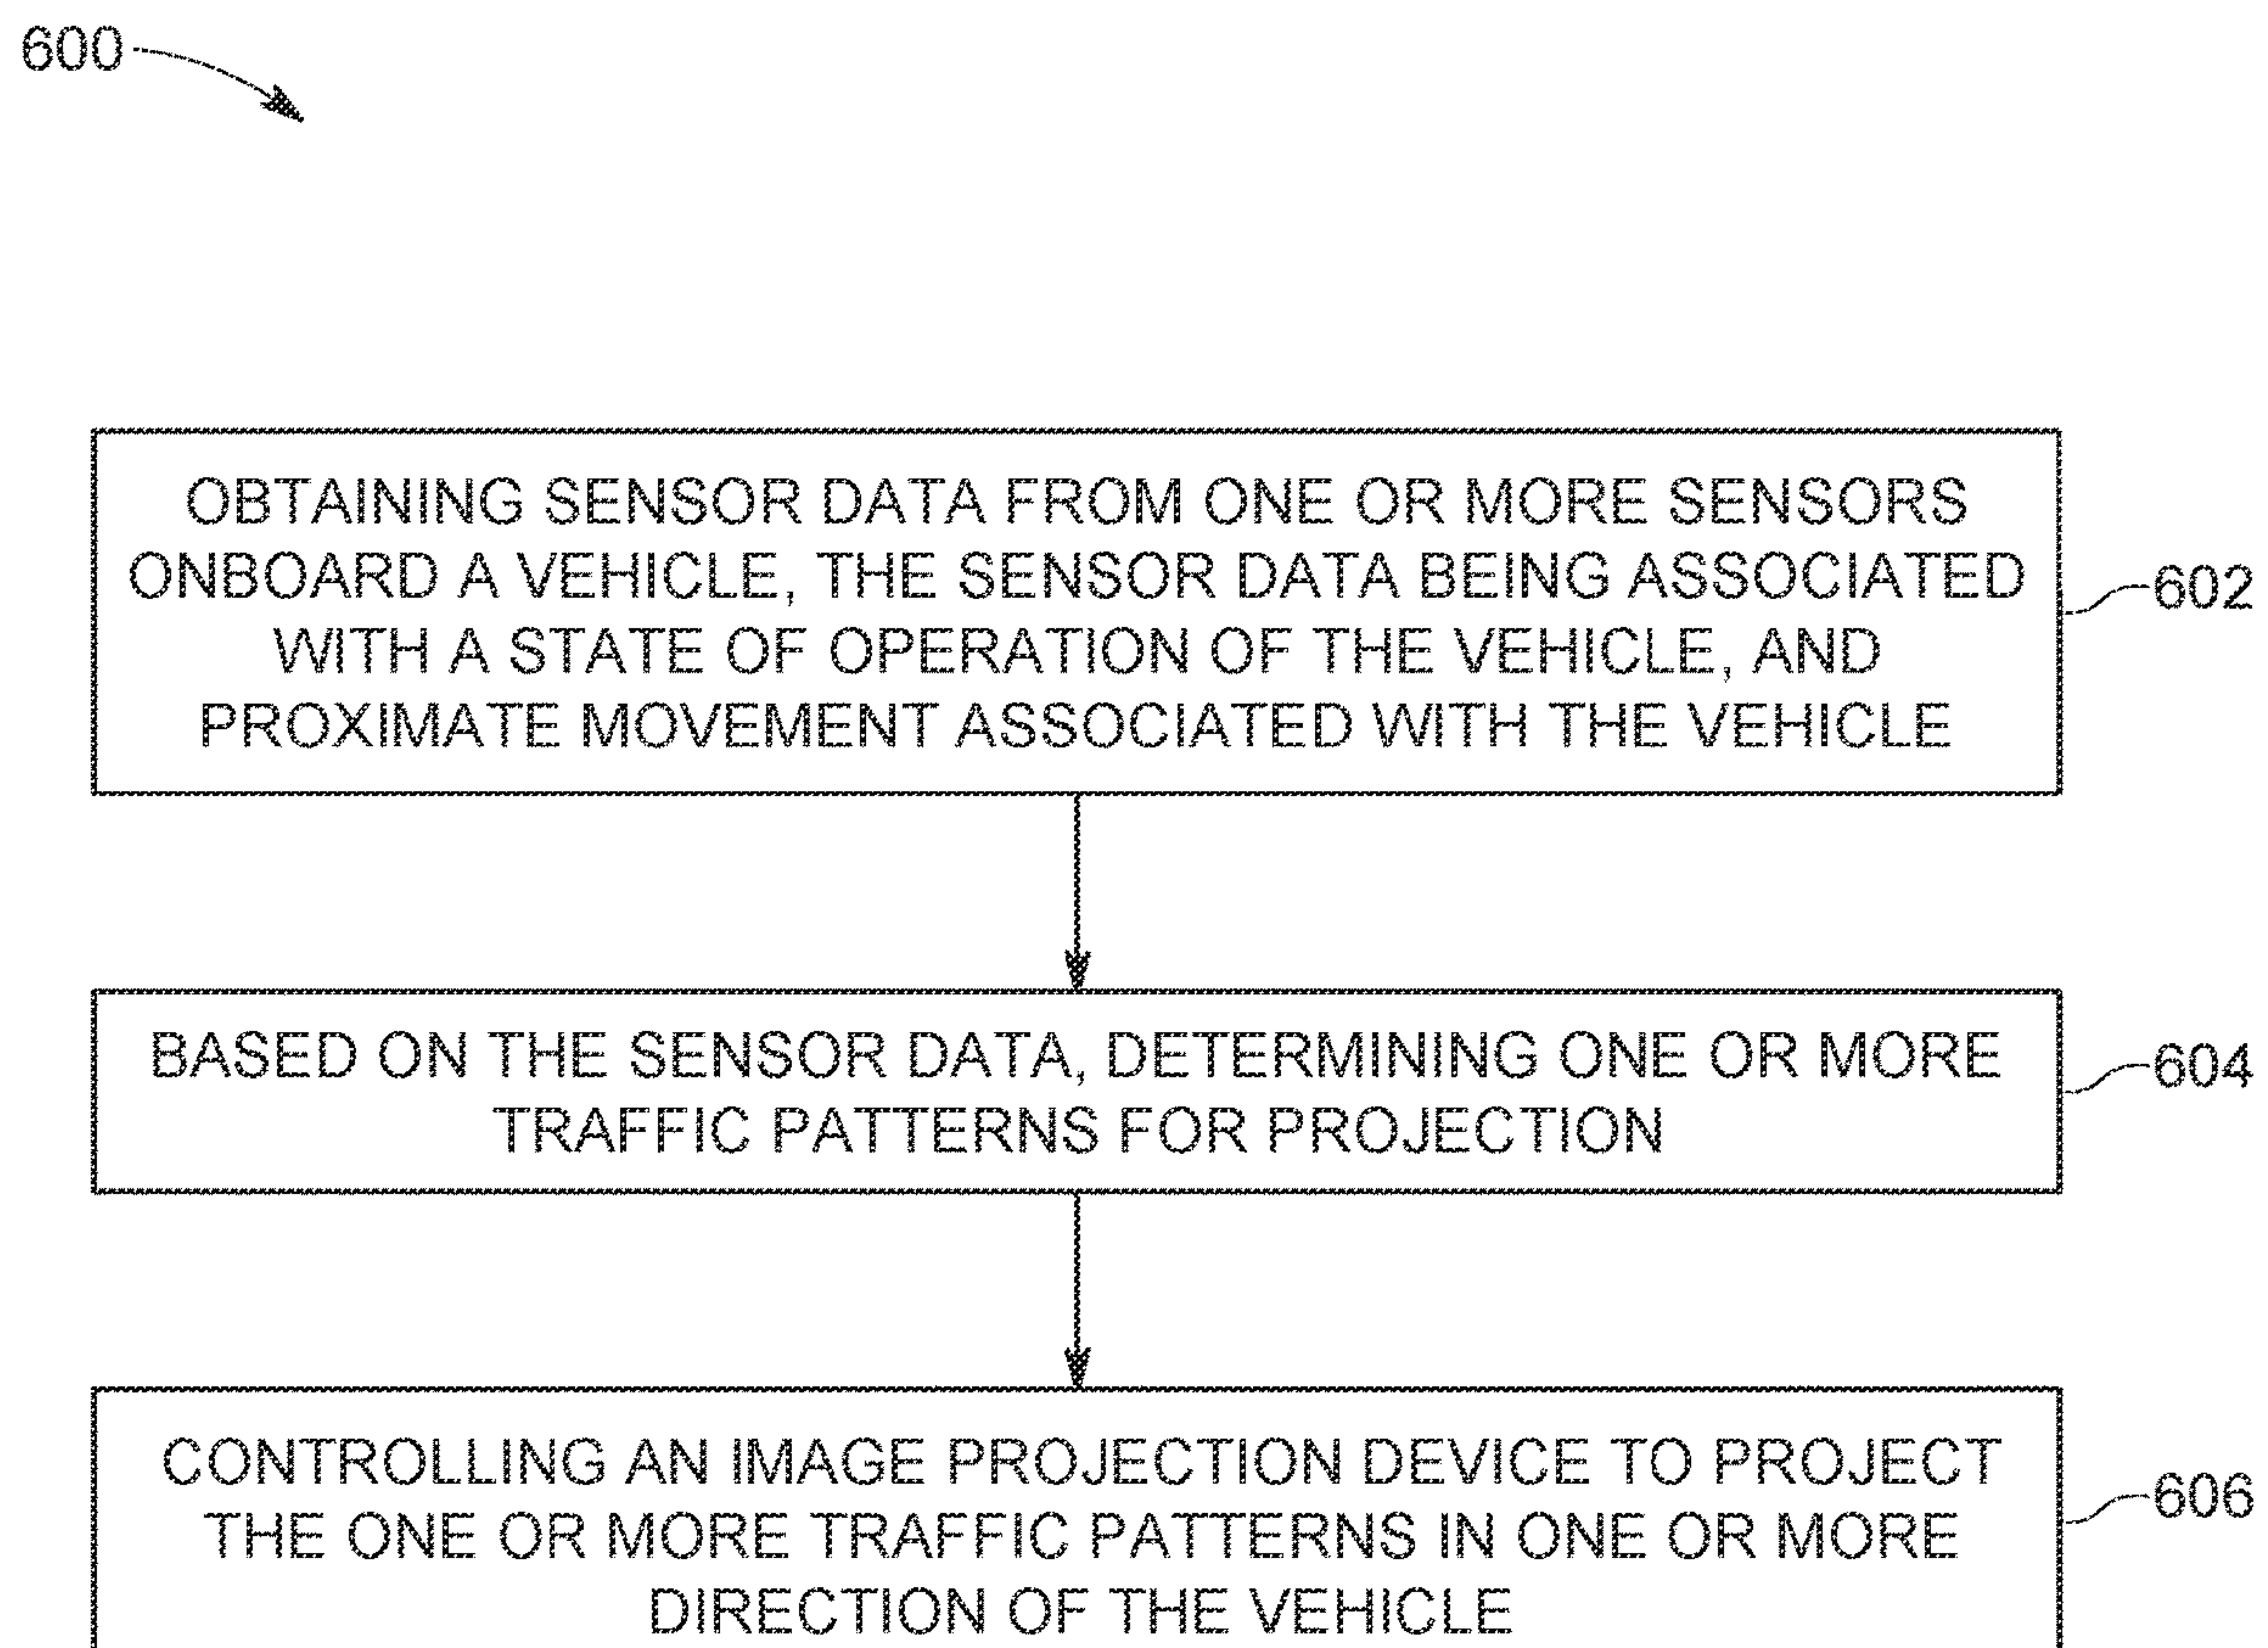 600
OBTAINING SENSOR DATA FROM ONE OR MORE SENSORS
ONBOARD A VEHICLE, THE SENSOR DATA BEING ASSOCIATED
WITH A STATE OF OPERATION OF THE VEHICLE, AND
PROXIMATE MOVEMENT ASSOCIATED WITH THE VEHICLE
602
BASED ON THE SENSOR DATA, DETERMINING ONE OR MORE
TRAFFIC PATTERNS FOR PROJECTION
604
CONTROLLING AN IMAGE PROJECTION DEVICE TO PROJECT
THE ONE OR MORE TRAFFIC PATTERNS IN ONE OR MORE
DIRECTION OF THE VEHICLE
606